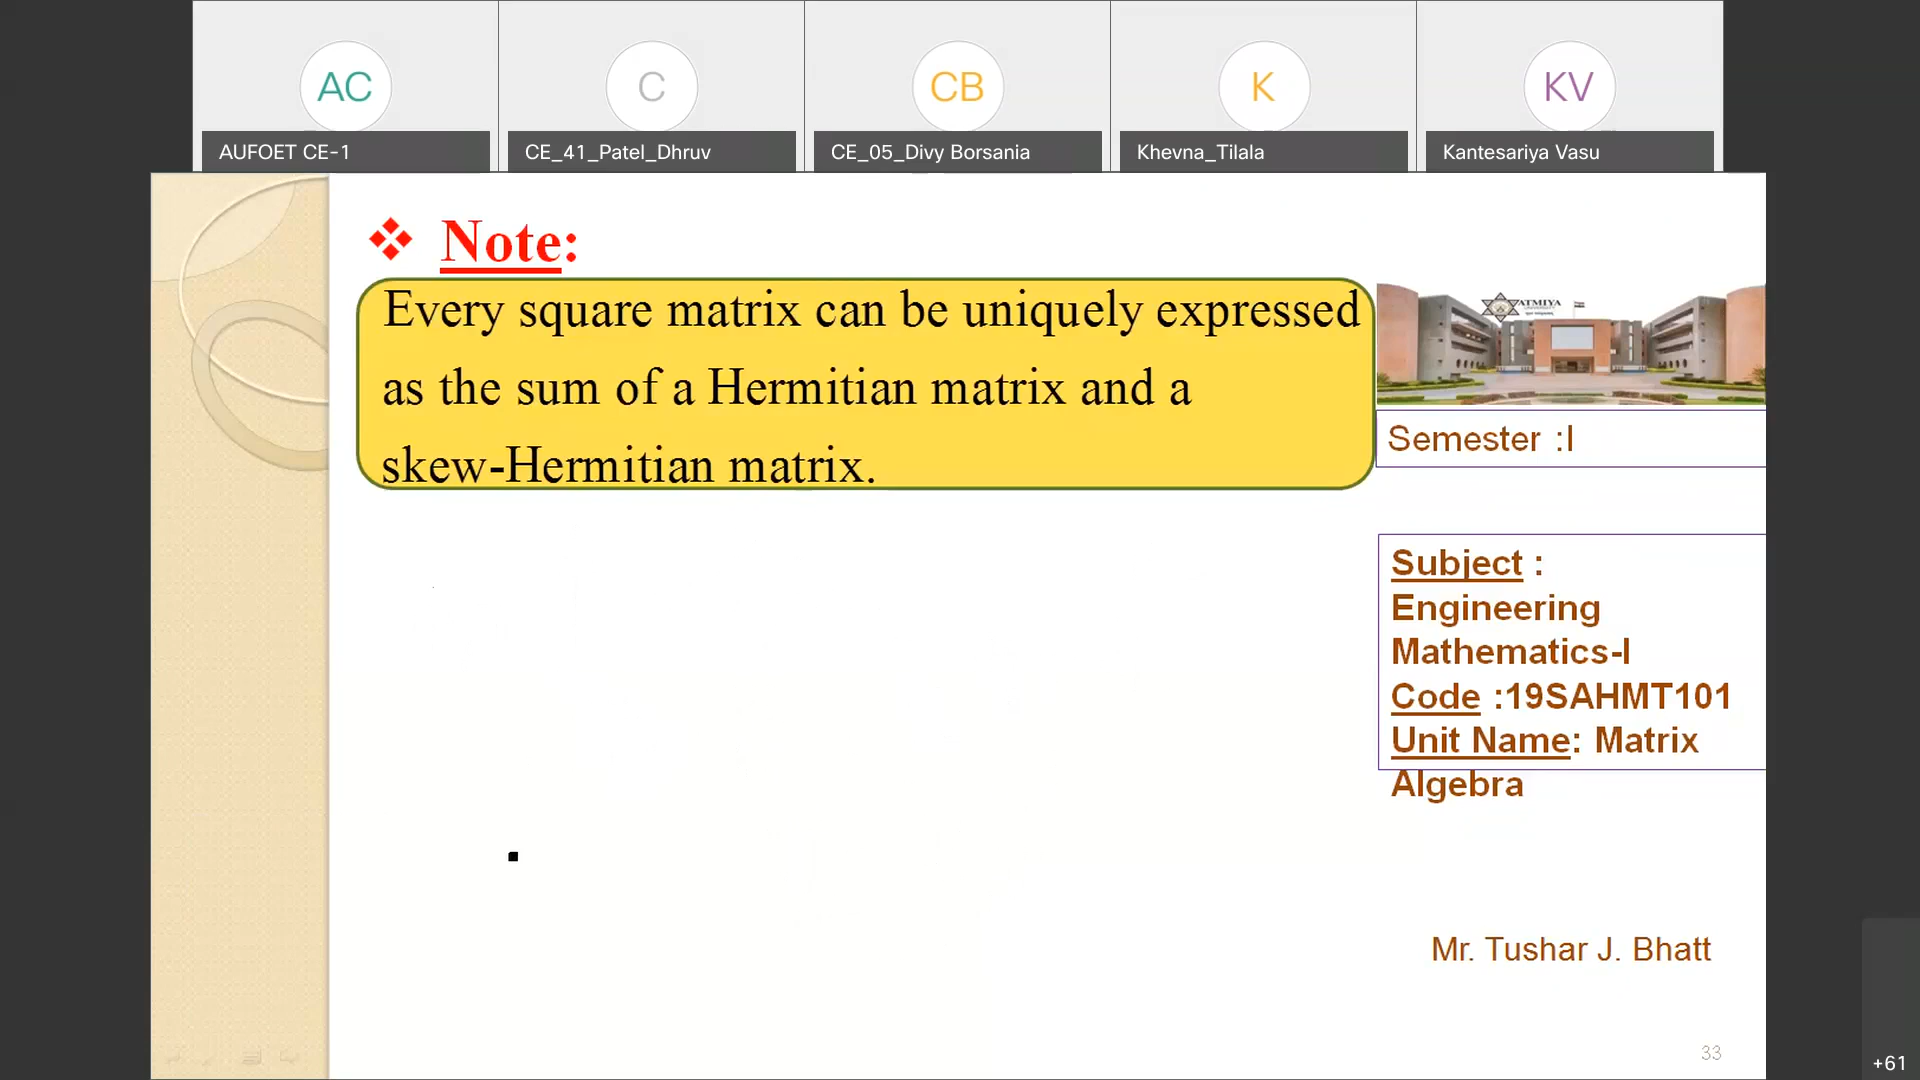 AC
C
CB
K
KV
AUFOET CE-1
CE_41_Patel_Dhruv
CE_05_Divy Borsania
Khevna_Tilala
Kantesariya Vasu
❖ Note:
Every square matrix can be uniquely expressed
as the sum of a Hermitian matrix and a
skew-Hermitian matrix.
ATMIYA
Semester :I
Subject :
Engineering
Mathematics-I
Code :19SAHMT101
Unit Name: Matrix
Algebra
Mr. Tushar J. Bhatt
33
+61